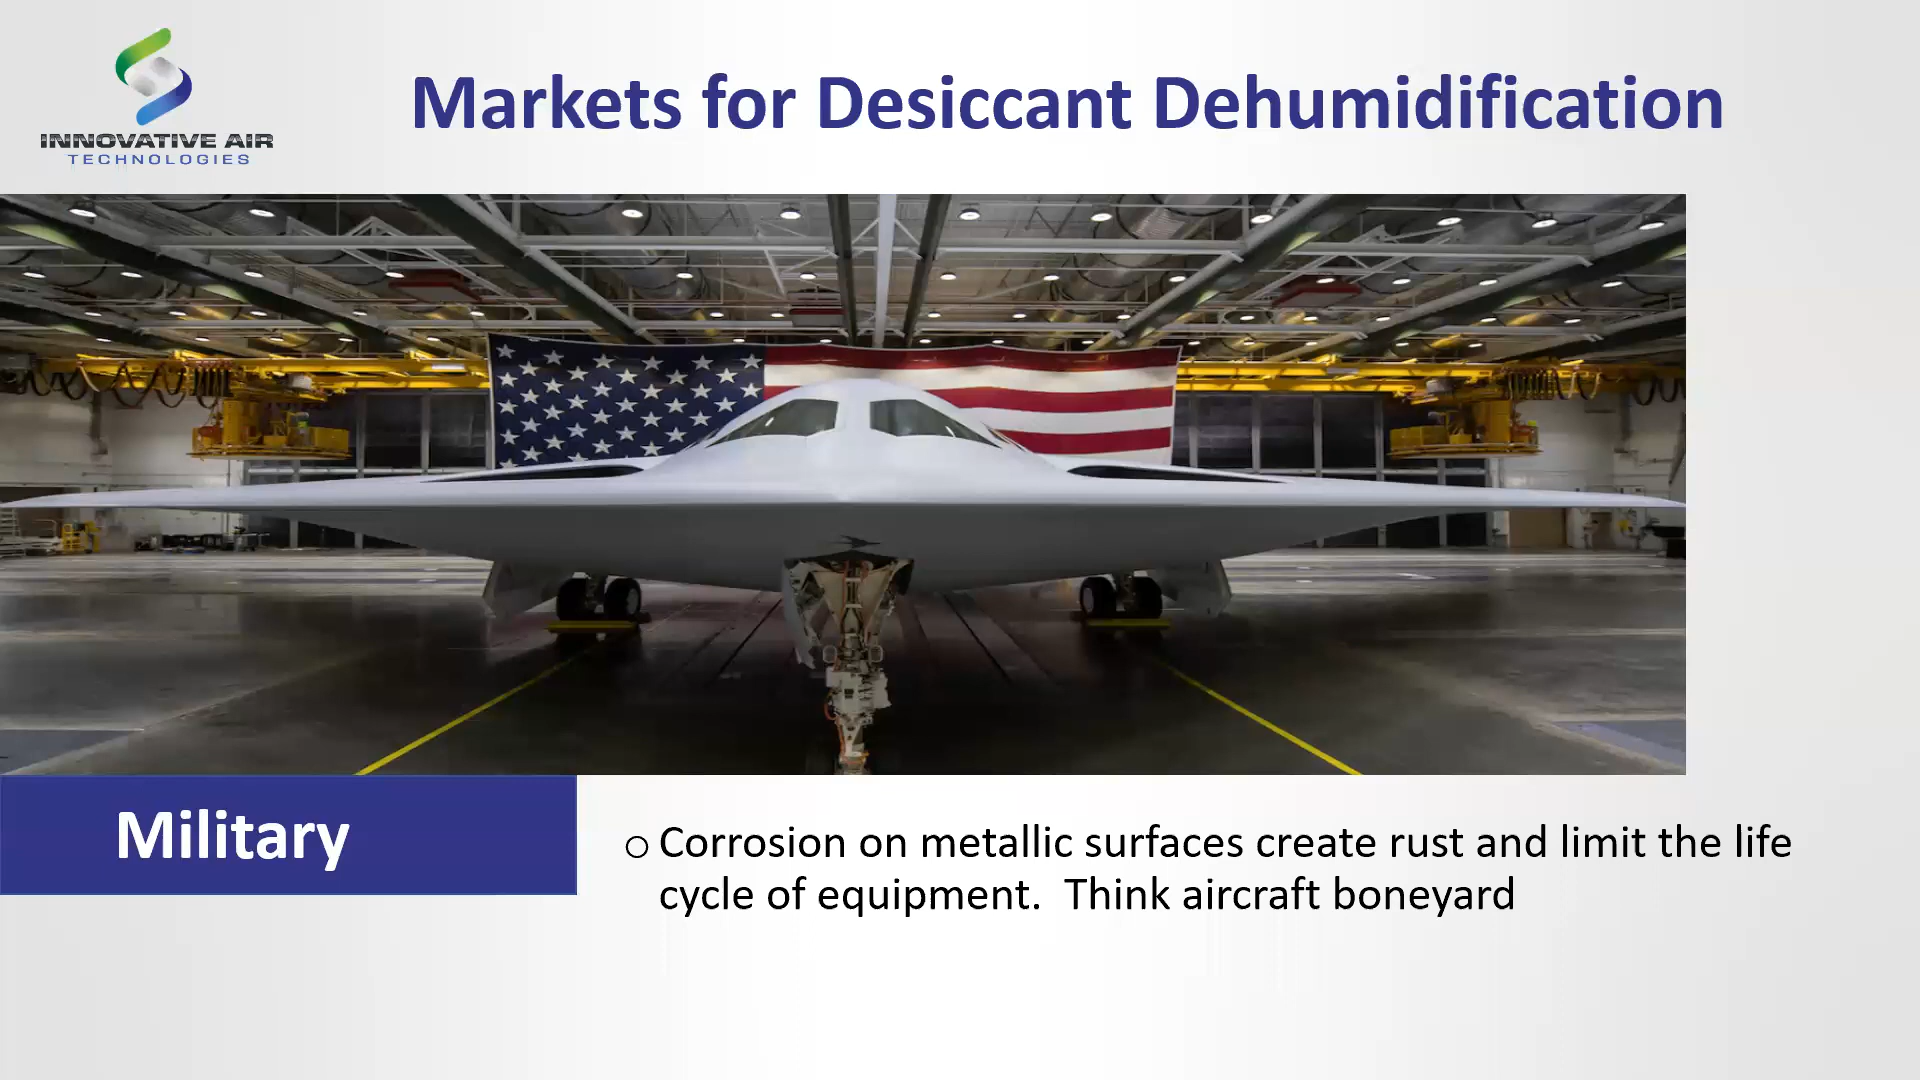 INNOVATIVE AIR
TECHNOLOGIES
Markets for Desiccant Dehumidification
Military
Corrosion on metallic surfaces create rust and limit the life
cycle of equipment. Think aircraft boneyard